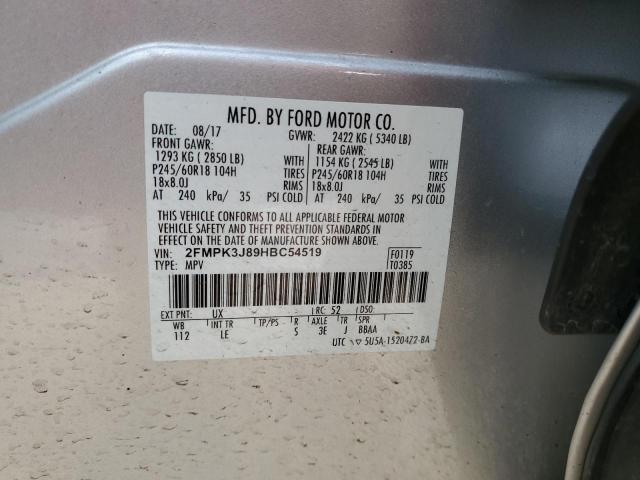 MFD. BY FORD MOTOR CO.
DATE: 08/17 GVWR: 2422 KG ( 5340 LB)
FRONT GAWR: REAR GAWR:
1293 KG ( 2850 LB) WITH 1154 KG ( 2545 LB) WITH
P245/60R18 104H TIRES P245/60R18 104H TIRES
18x8.0J RIMS 18x8.0J RIMS
AT 240 kPa/ 35 PSI COLD AT 240 kPa/ 35 PSI COLD
THIS VEHICLE CONFORMS TO ALL APPLICABLE FEDERAL MOTOR
VEHICLE SAFETY AND THEFT PREVENTION STANDARDS IN
EFFECT ON THE DATE OF MANUFACTURE SHOWN ABOVE.
VIN: 2FMPK3J89HBC54519 F0119
TYPE: MPV T0385
EXT PNT: UX RC: 52 DSO:
WB INT TR TP/PS R AXLE TR SPR
112 LE S 3E J BBAA
UTC 5U5A-1520472-BA